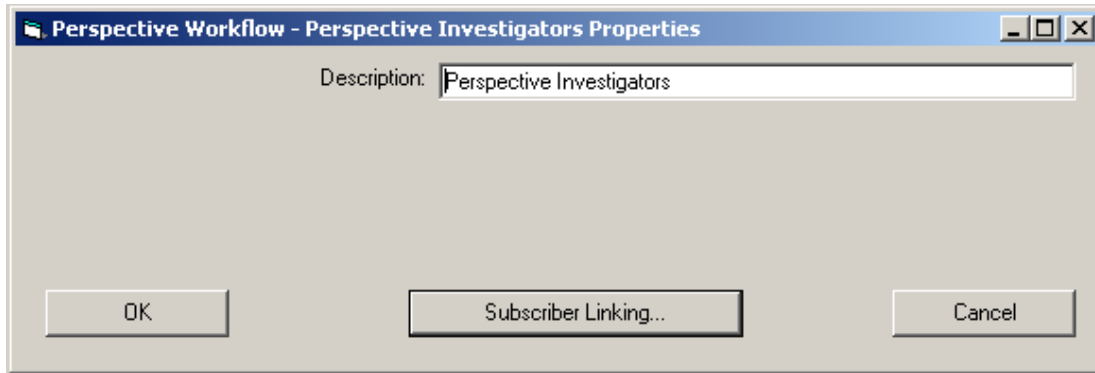 Perspective Workflow - Perspective Investigators Properties
Description: Perspective Investigators
OK Subscriber Linking... Cancel